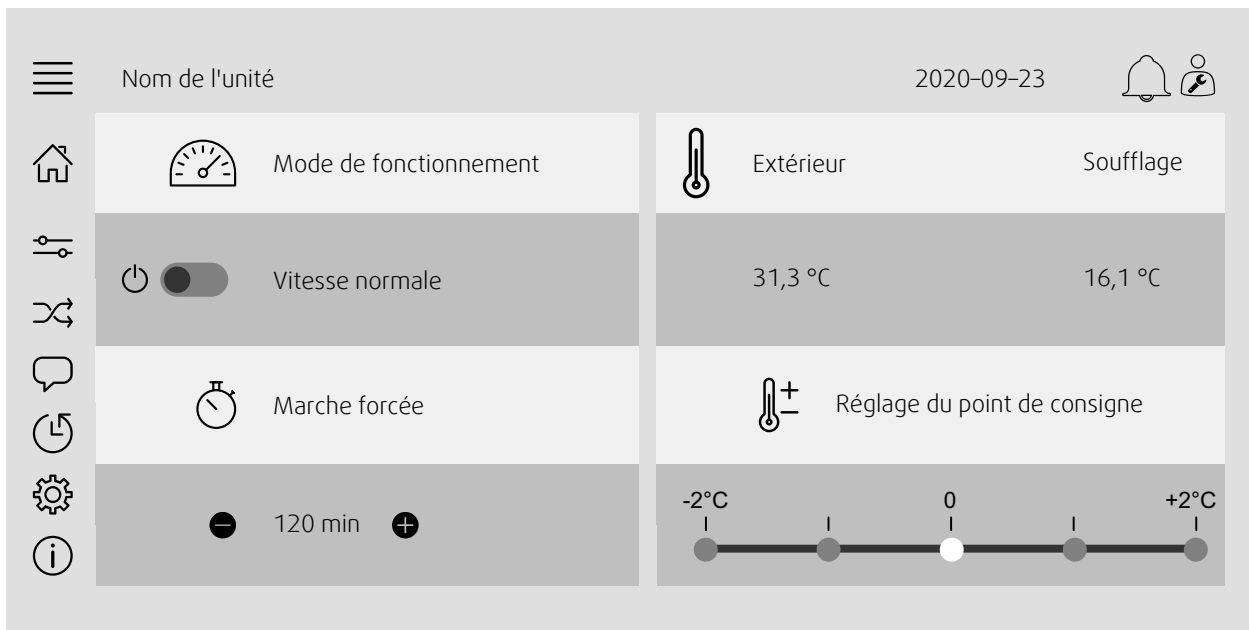 Nom de l'unité
2020-09-23
Mode de fonctionnement
Vitesse normale
Marche forcée
120 min
Extérieur Soufflage
31,3 °C 16,1 °C
Réglage du point de consigne
-2°C 0 +2°C